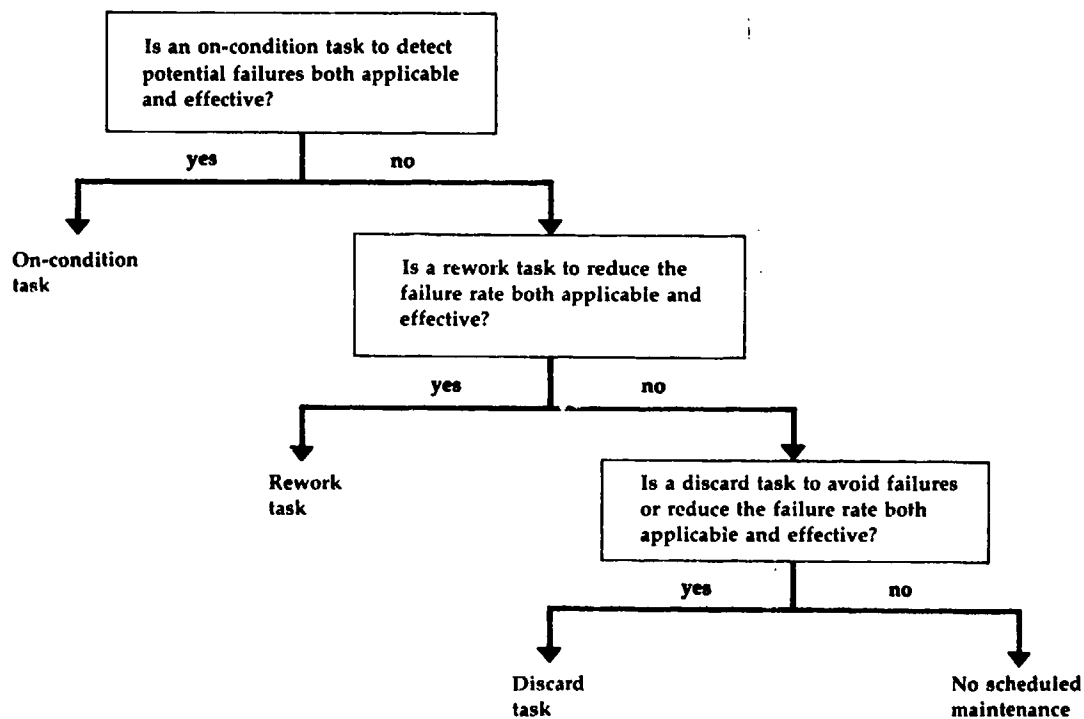 Is an on-condition task to detect
potential failures both applicable
and effective?
yes
no
On-condition
task
Is a rework task to reduce the
failure rate both applicable and
effective?
yes
no
Rework
task
Is a discard task to avoid failures
or reduce the failure rate both
applicable and effective?
yes
no
Discard
task
No scheduled
maintenance